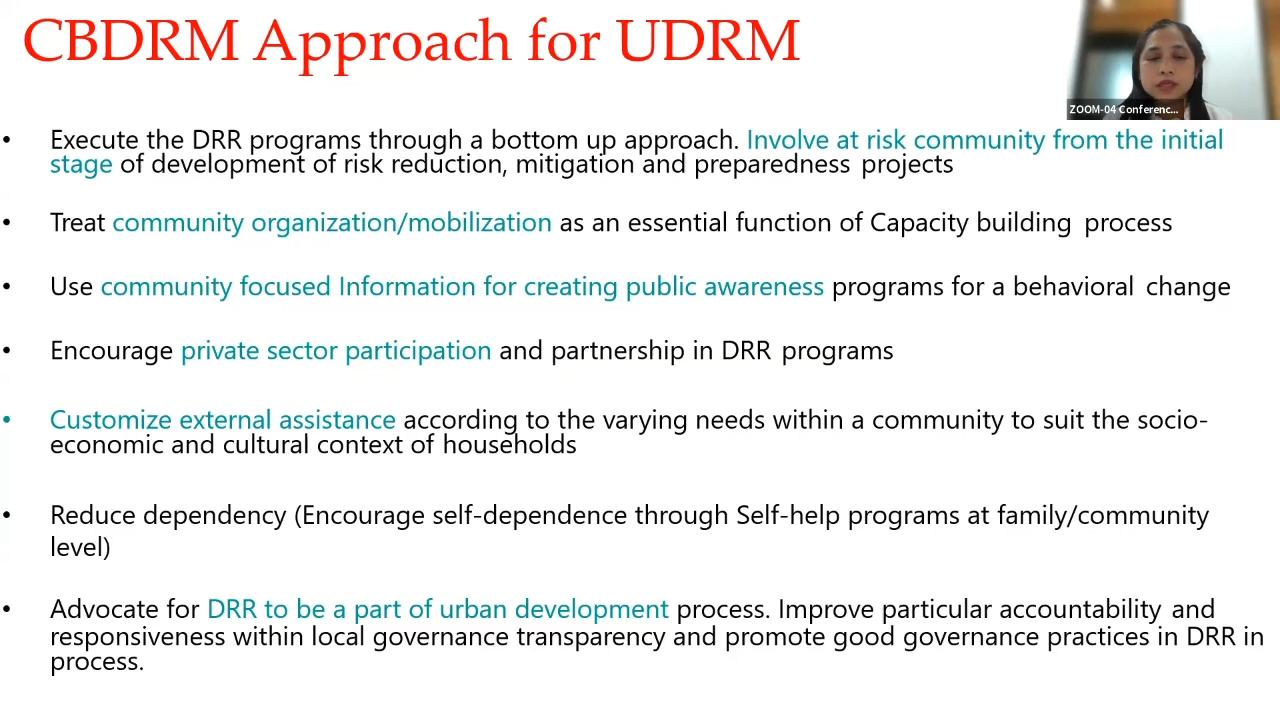 CBDRM Approach for UDRM
ZOOM-04 Conferenc...
• Execute the DRR programs through a bottom up approach. Involve at risk community from the initial
stage of development of risk reduction, mitigation and preparedness projects
• Treat community organization/mobilization as an essential function of Capacity building process
• Use community focused Information for creating public awareness programs for a behavioral change
• Encourage private sector participation and partnership in DRR programs
• Customize external assistance according to the varying needs within a community to suit the socio-
economic and cultural context of households
• Reduce dependency (Encourage self-dependence through Self-help programs at family/community
level)
• Advocate for DRR to be a part of urban development process. Improve particular accountability and
responsiveness within local governance transparency and promote good governance practices in DRR in
process.